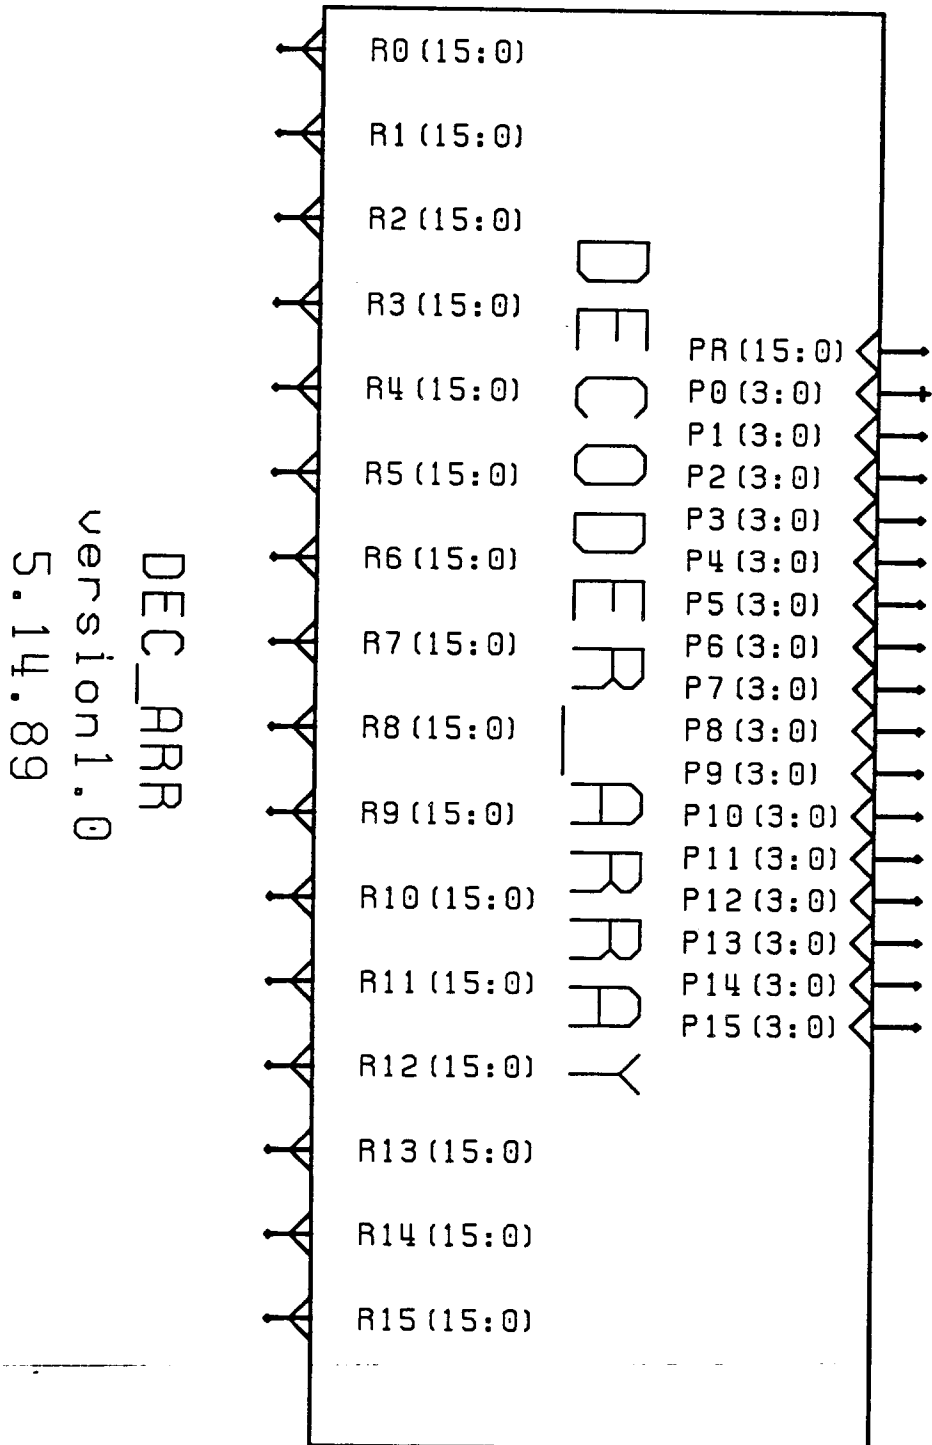 R0(15:0)
R1(15:0)
R2(15:0)
R3(15:0)
R4(15:0)
R5(15:0)
R6(15:0)
R7(15:0)
R8(15:0)
R9(15:0)
R10(15:0)
R11(15:0)
R12(15:0)
R13(15:0)
R14(15:0)
R15(15:0)
DECODER_ARRAY
PR(15:0)
P0(3:0)
P1(3:0)
P2(3:0)
P3(3:0)
P4(3:0)
P5(3:0)
P6(3:0)
P7(3:0)
P8(3:0)
P9(3:0)
P10(3:0)
P11(3:0)
P12(3:0)
P13(3:0)
P14(3:0)
P15(3:0)
DEC_ARR
version1.0
5.14.89